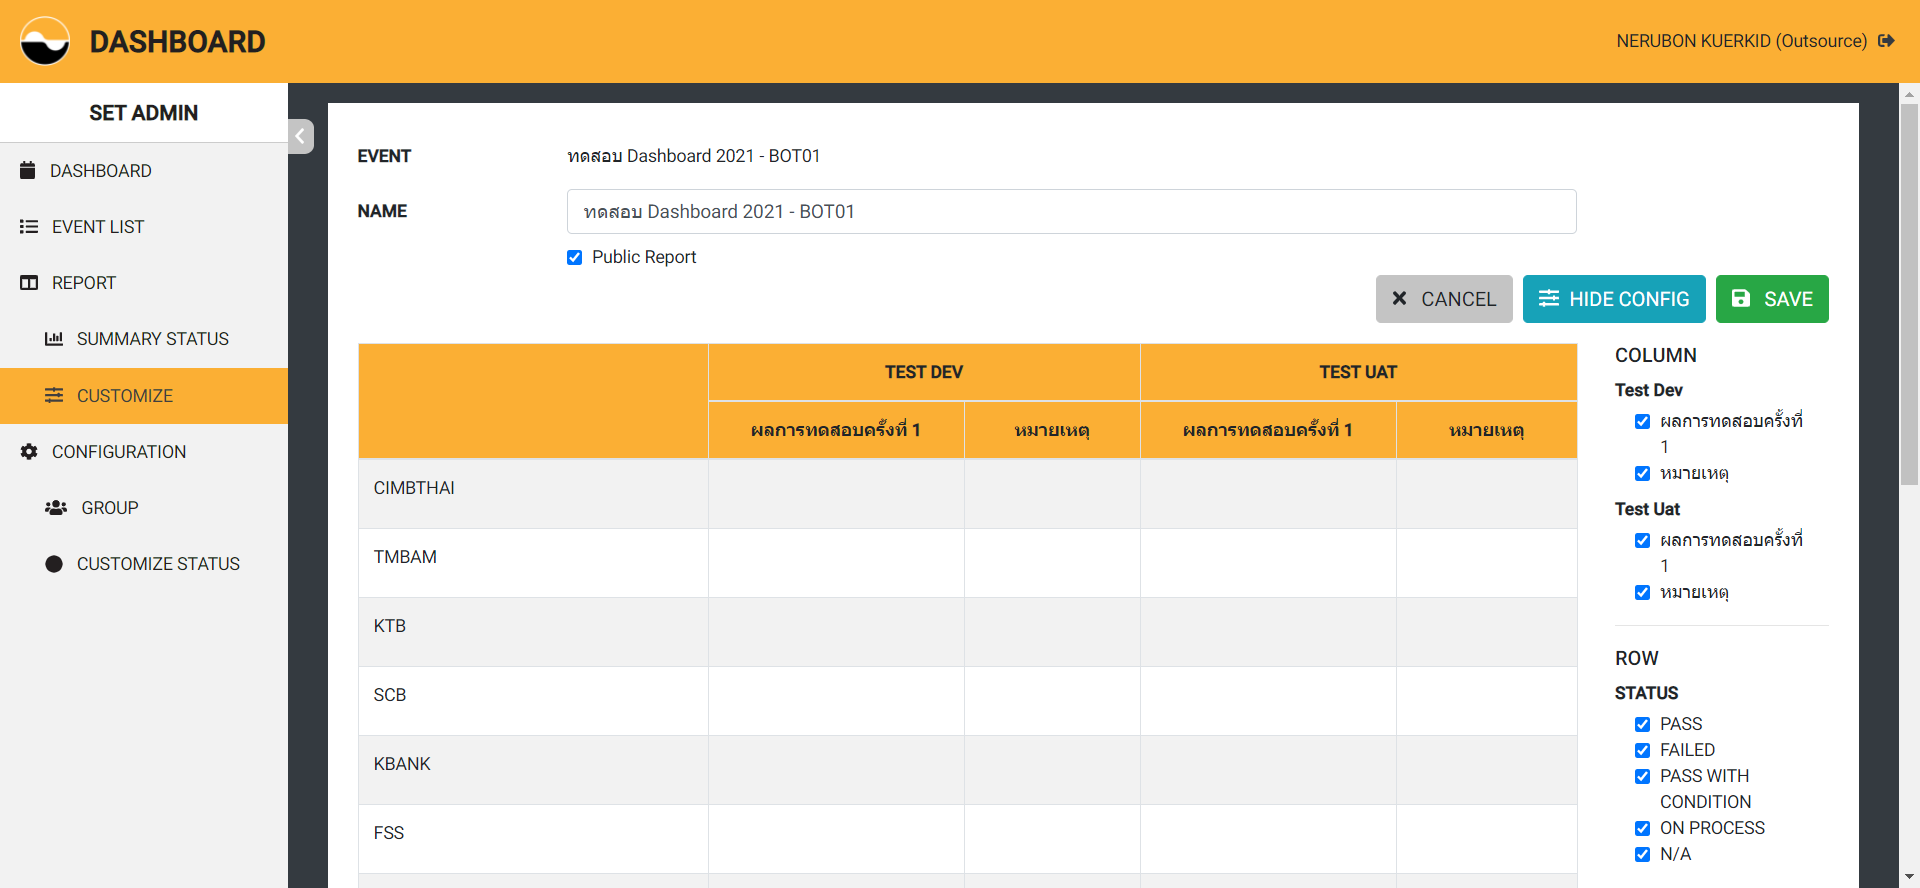 DASHBOARD
NERUBON KUERKID (Outsource)
SET ADMIN
DASHBOARD
EVENT LIST
REPORT
SUMMARY STATUS
CUSTOMIZE
CONFIGURATION
GROUP
CUSTOMIZE STATUS
EVENT
ทดสอบ Dashboard 2021 - BOT01
NAME
ทดสอบ Dashboard 2021 - BOT01
Public Report
CANCEL
HIDE CONFIG
SAVE
TEST DEV
TEST UAT
ผลการทดสอบครั้งที่ 1
หมายเหตุ
ผลการทดสอบครั้งที่ 1
หมายเหตุ
CIMBTHAI
TMBAM
KTB
SCB
KBANK
FSS
COLUMN
Test Dev
ผลการทดสอบครั้งที่
1
หมายเหตุ
Test Uat
ผลการทดสอบครั้งที่
1
หมายเหตุ
ROW
STATUS
PASS
FAILED
PASS WITH
CONDITION
ON PROCESS
N/A